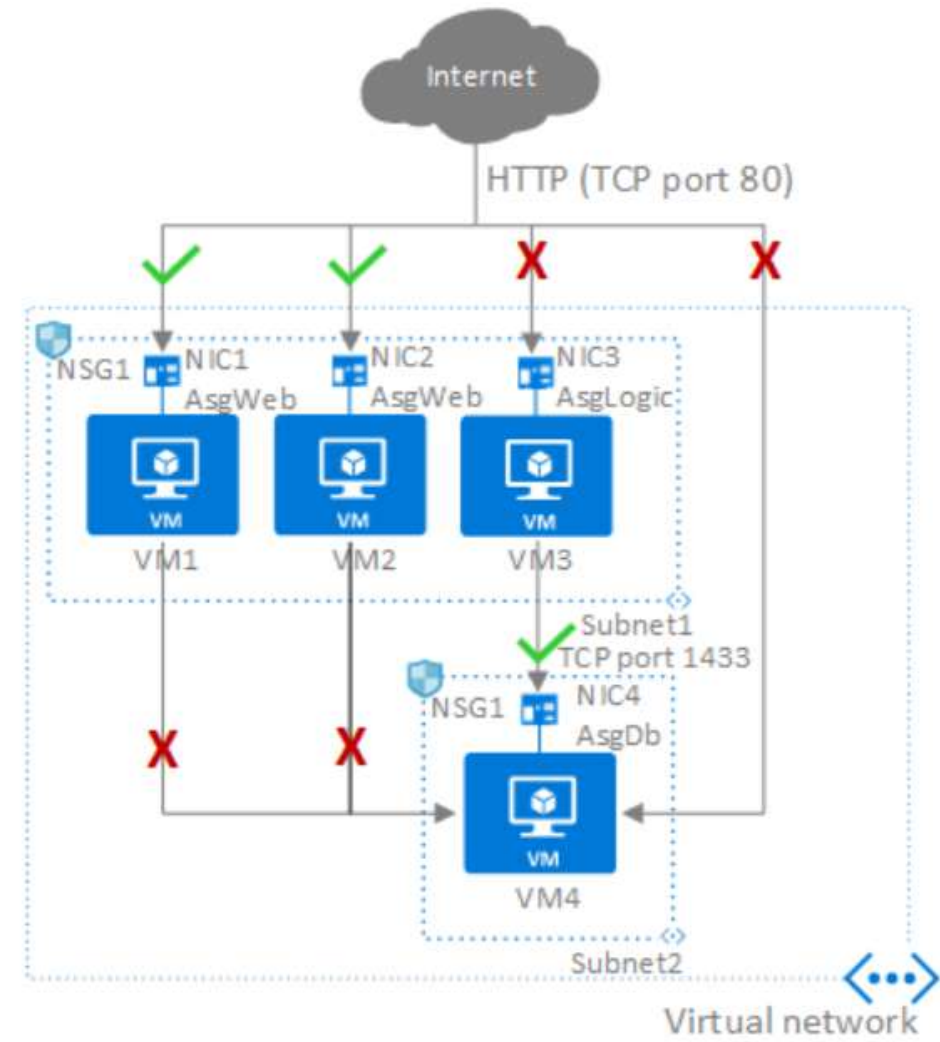 Internet
HTTP (TCP port 80)
NSG1
NIC1
AsgWeb
NIC2
AsgWeb
NIC3
AsgLogic
VM
VM
VM
VM1
VM2
VM3
Subnet1
TCP port 1433
NSG1
NIC4
AsgDb
VM
VM4
Subnet2
Virtual network